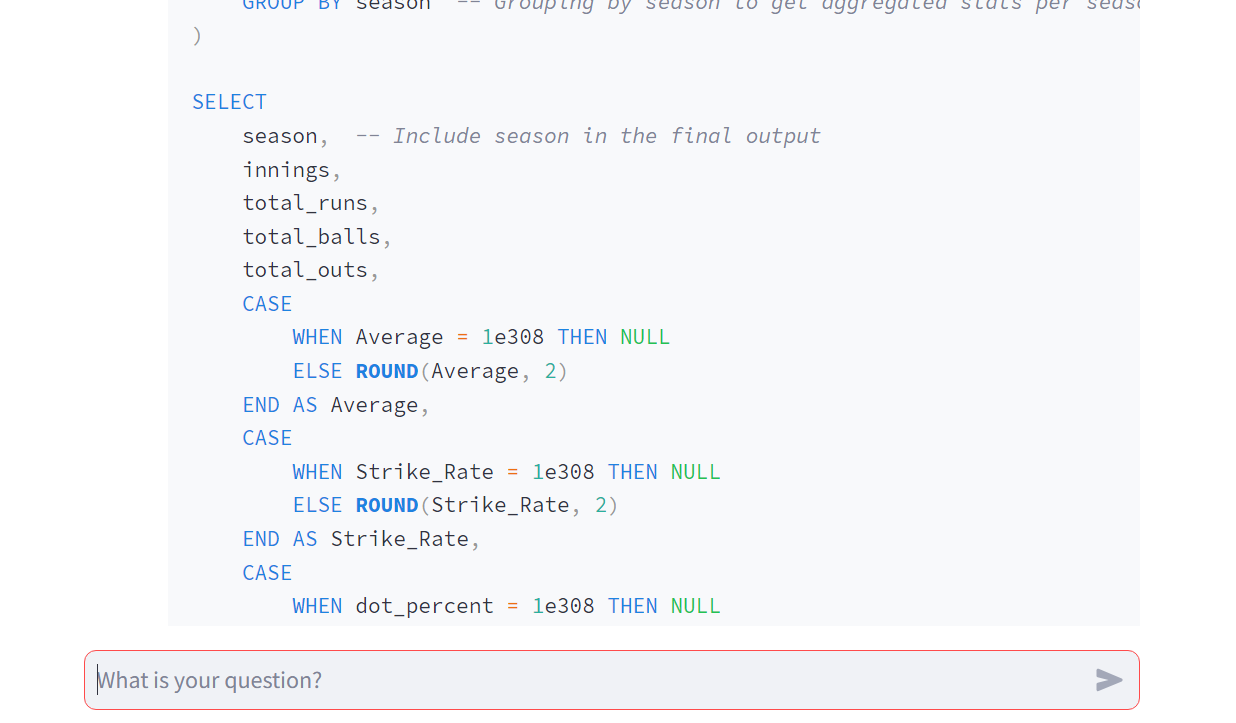 GROUP BY season -- Grouping by season to get aggregated stats per seaso
)
SELECT
season, -- Include season in the final output
innings,
total_runs,
total_balls,
total_outs,
CASE
WHEN Average = 1e308 THEN NULL
ELSE ROUND(Average, 2)
END AS Average,
CASE
WHEN Strike_Rate = 1e308 THEN NULL
ELSE ROUND(Strike_Rate, 2)
END AS Strike_Rate,
CASE
WHEN dot_percent = 1e308 THEN NULL
What is your question?